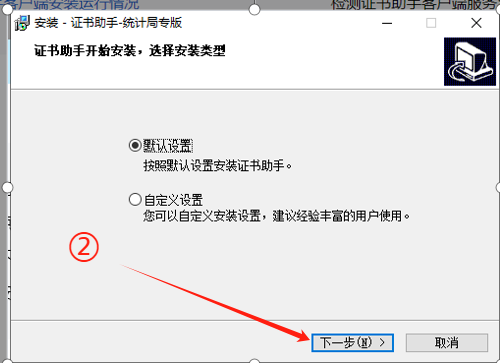 客户端安装运行情况
检测证书助手客户端服务
安装 - 证书助手-统计局专版
证书助手开始安装，选择安装类型
默认设置
按照默认设置安装证书助手。
自定义设置
您可以自定义安装设置，建议经验丰富的用户使用。
②
下一步(N) >
取消